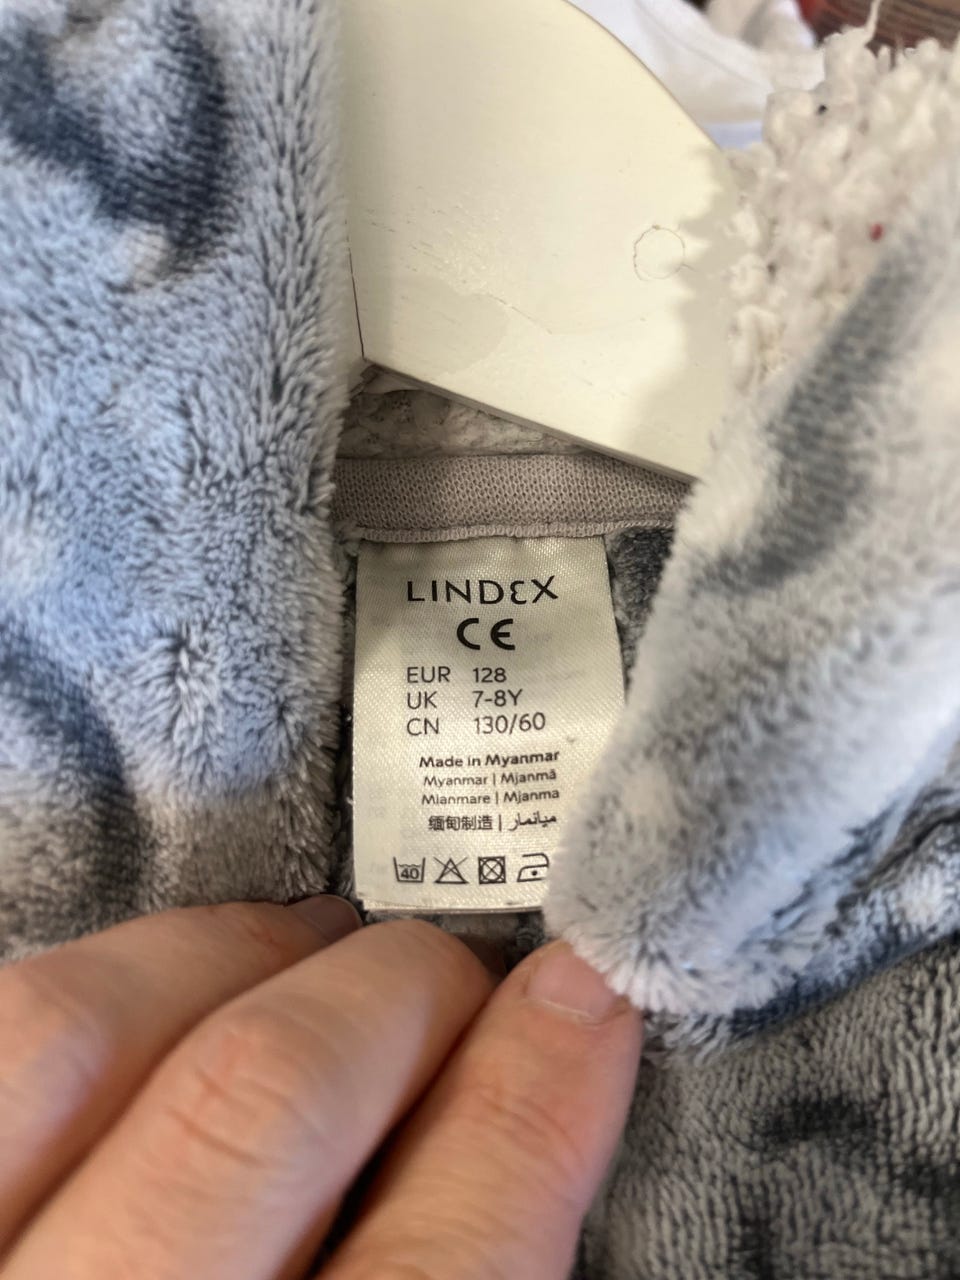 LINDEX
CE
EUR 128
UK 7-8Y
CN 130/60
Made in Myanmar
Myanmar | Mjanmā
Mianmare | Mjanma
缅甸制造 | ميانمار
40